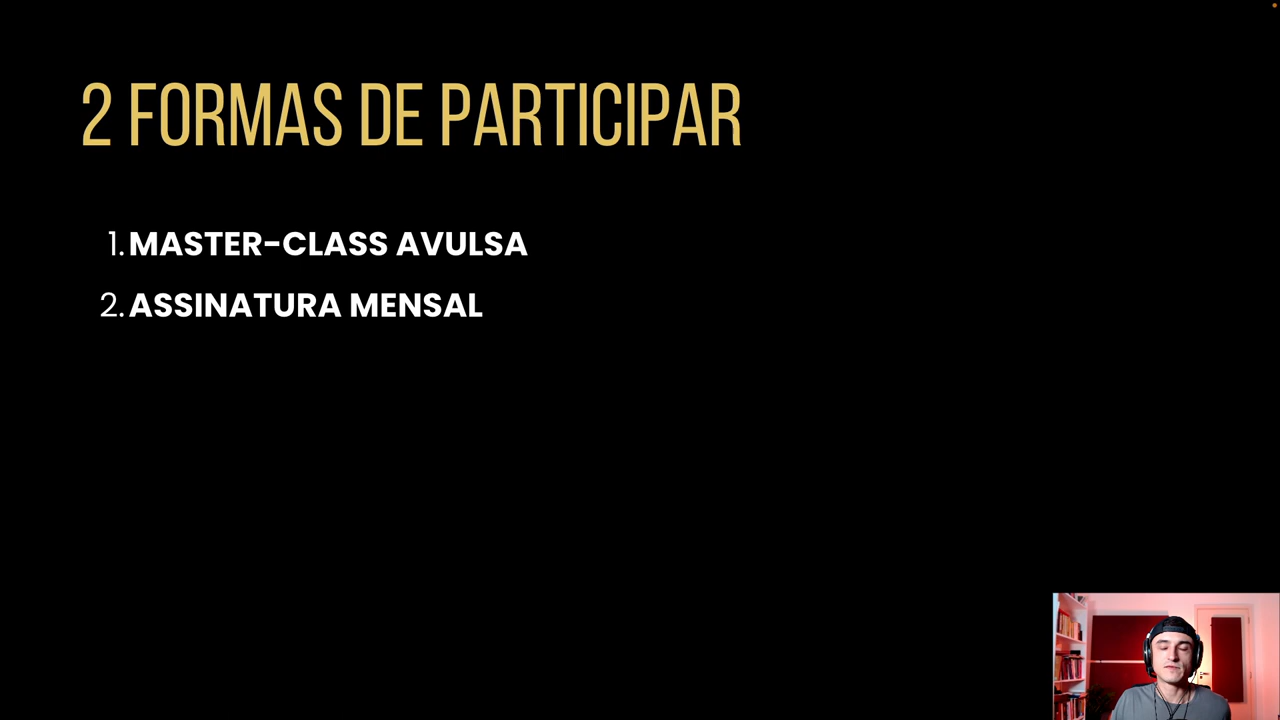 2 FORMAS DE PARTICIPAR
1. MASTER-CLASS AVULSA
2. ASSINATURA MENSAL